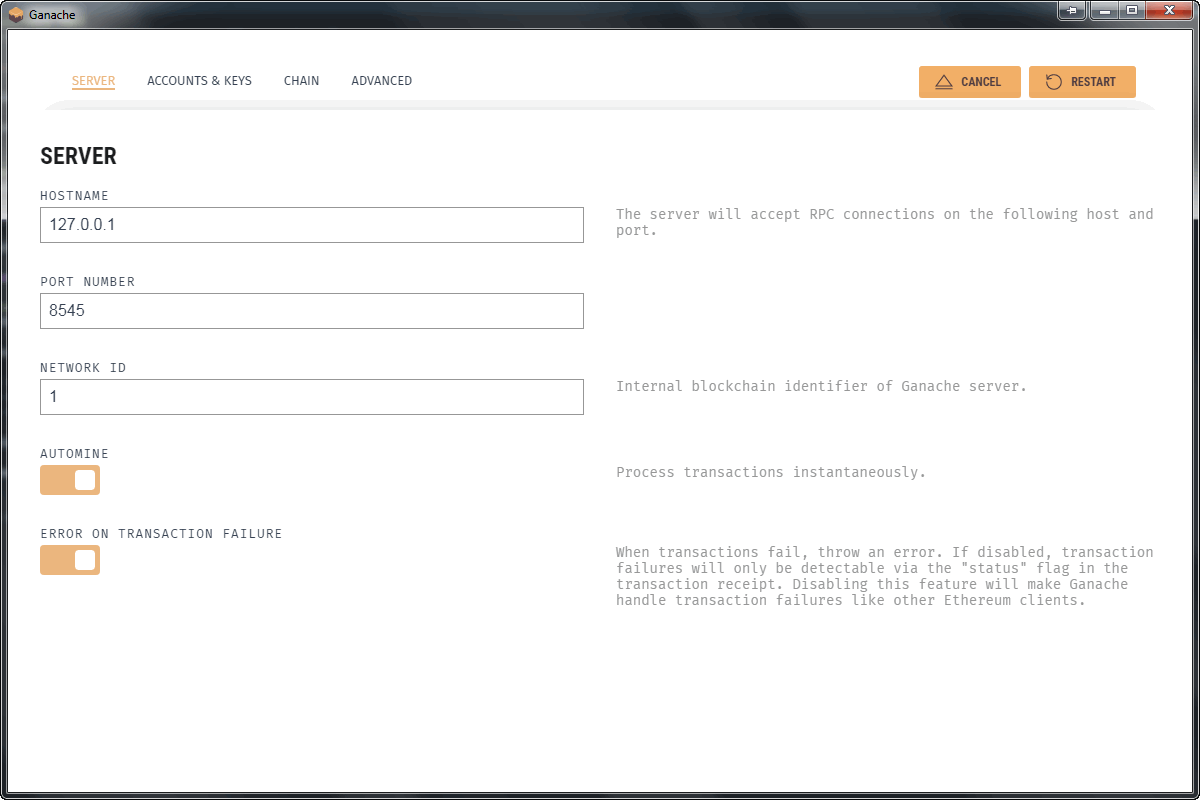 Ganache
SERVER
ACCOUNTS & KEYS
CHAIN
ADVANCED
CANCEL
RESTART
SERVER
HOSTNAME
127.0.0.1
The server will accept RPC connections on the following host and
port.
PORT NUMBER
8545
NETWORK ID
1
Internal blockchain identifier of Ganache server.
AUTOMINE
Process transactions instantaneously.
ERROR ON TRANSACTION FAILURE
When transactions fail, throw an error. If disabled, transaction
failures will only be detectable via the "status" flag in the
transaction receipt. Disabling this feature will make Ganache
handle transaction failures like other Ethereum clients.